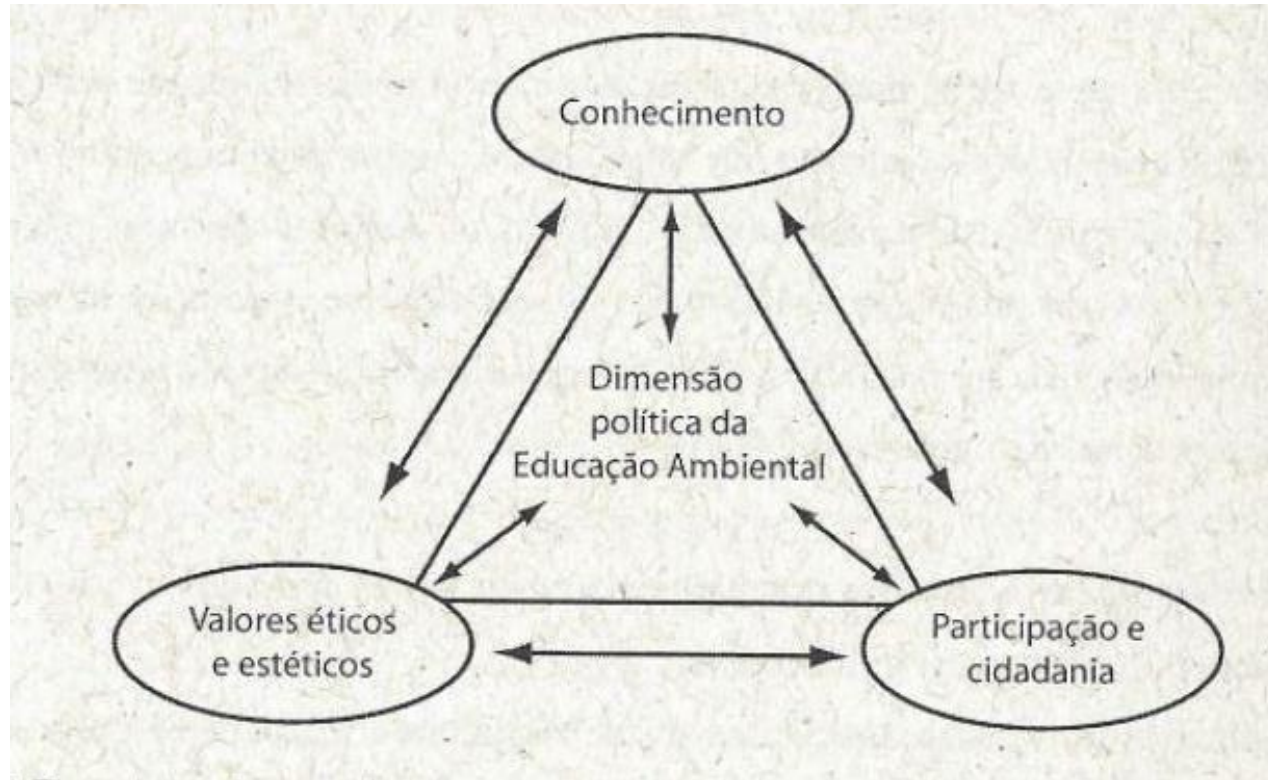 Conhecimento
Dimensão
política da
Educação Ambiental
Valores éticos
e estéticos
Participação e
cidadania